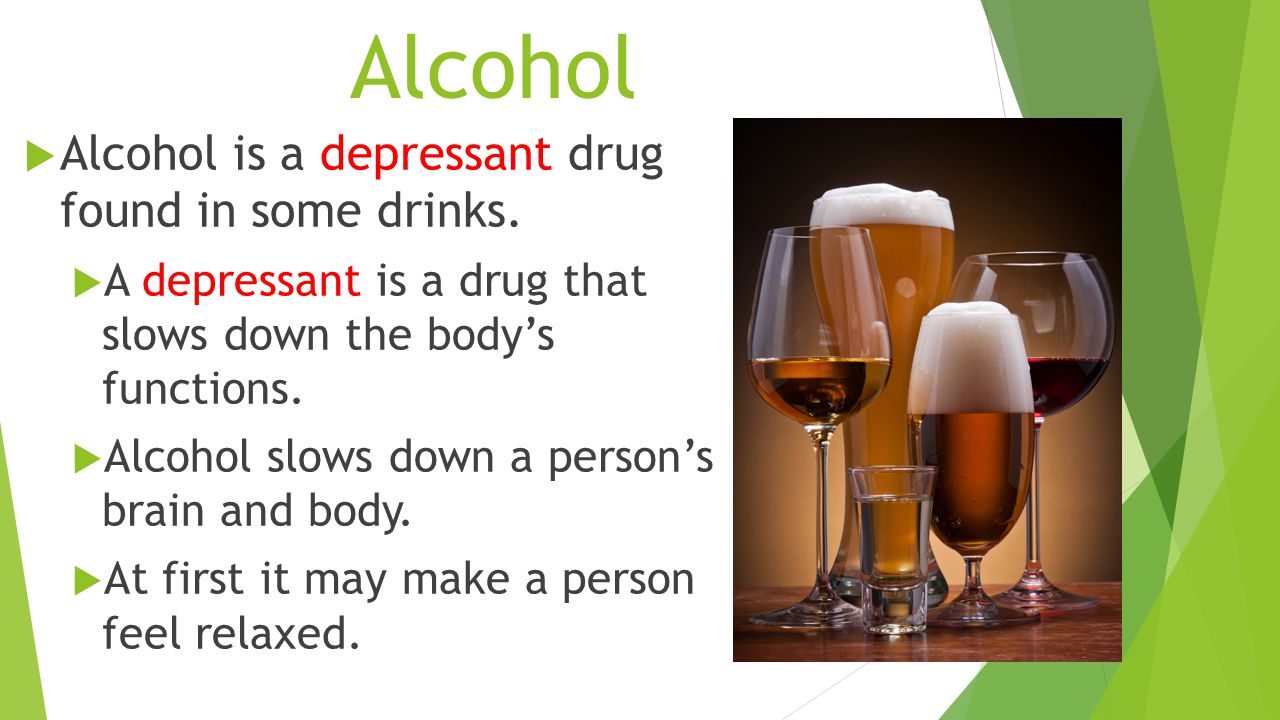 Alcohol
Alcohol is a depressant drug
found in some drinks.
A depressant is a drug that
slows down the body’s
functions.
Alcohol slows down a person’s
brain and body.
At first it may make a person
feel relaxed.